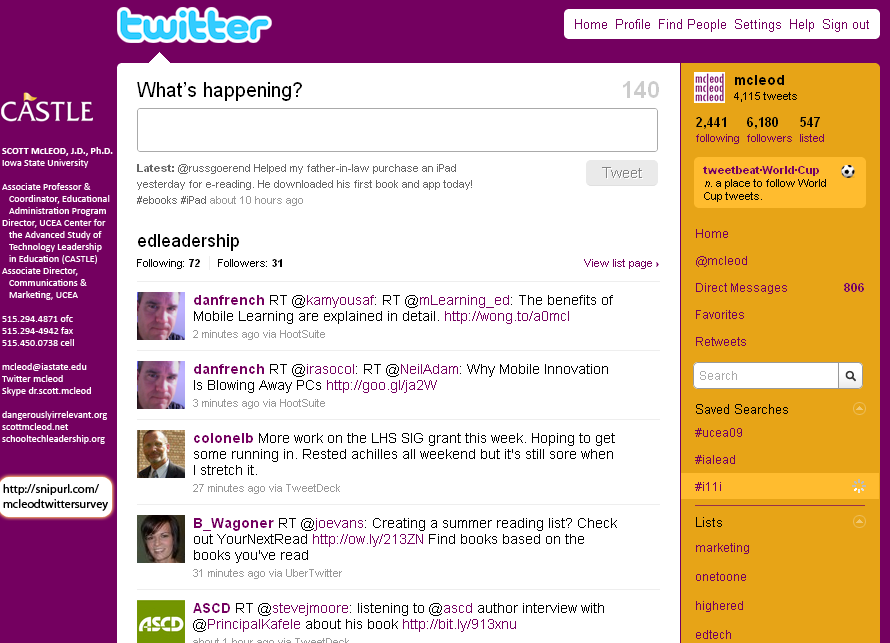 twitter
Home Profile Find People Settings Help Sign out
CASTLE
SCOTT McLEOD, J.D., Ph.D.
Iowa State University
Associate Professor &
Coordinator, Educational
Administration Program
Director, UCEA Center for
the Advanced Study of
Technology Leadership
in Education (CASTLE)
Associate Director,
Communications &
Marketing, UCEA
515.294.4871 ofc
515.294-4942 fax
515.450.0738 cell
mcleod@iastate.edu
Twitter mcleod
Skype dr.scott.mcleod
dangerouslyirrelevant.org
scottmcleod.net
schooltechleadership.org
http://snipurl.com/
mcleodtwittersurvey
What's happening?
140
Latest: @russgoerend Helped my father-in-law purchase an iPad
yesterday for e-reading. He downloaded his first book and app today!
#ebooks #iPad about 10 hours ago
Tweet
edleadership
Following: 72 Followers: 31
View list page ›
danfrench RT @kamyousaf: RT @mLearning_ed: The benefits of
Mobile Learning are explained in detail. http://wong.to/a0mcl
2 minutes ago via HootSuite
danfrench RT @irasocol: RT @NeilAdam: Why Mobile Innovation
Is Blowing Away PCs http://goo.gl/ja2W
3 minutes ago via HootSuite
colonelb More work on the LHS SIG grant this week. Hoping to get
some running in. Rested achilles all weekend but it's still sore when
I stretch it.
27 minutes ago via TweetDeck
B_Wagoner RT @joevans: Creating a summer reading list? Check
out YourNextRead http://ow.ly/213ZN Find books based on the
books you've read
31 minutes ago via UberTwitter
ASCD
ASCD RT @stevejmoore: listening to @ascd author interview with
@PrincipalKafele about his book http://bit.ly/913xnu
about 1 hour ago via TweetDeck
mcleod
mcleod
mcleod
mcleod
4,115 tweets
2,441 6,180 547
following followers listed
tweetbeat·World·Cup
n. a place to follow World
Cup tweets.
Home
@mcleod
Direct Messages 806
Favorites
Retweets
Search
Saved Searches
#ucea09
#ialead
#i11i
Lists
marketing
onetoone
highered
edtech